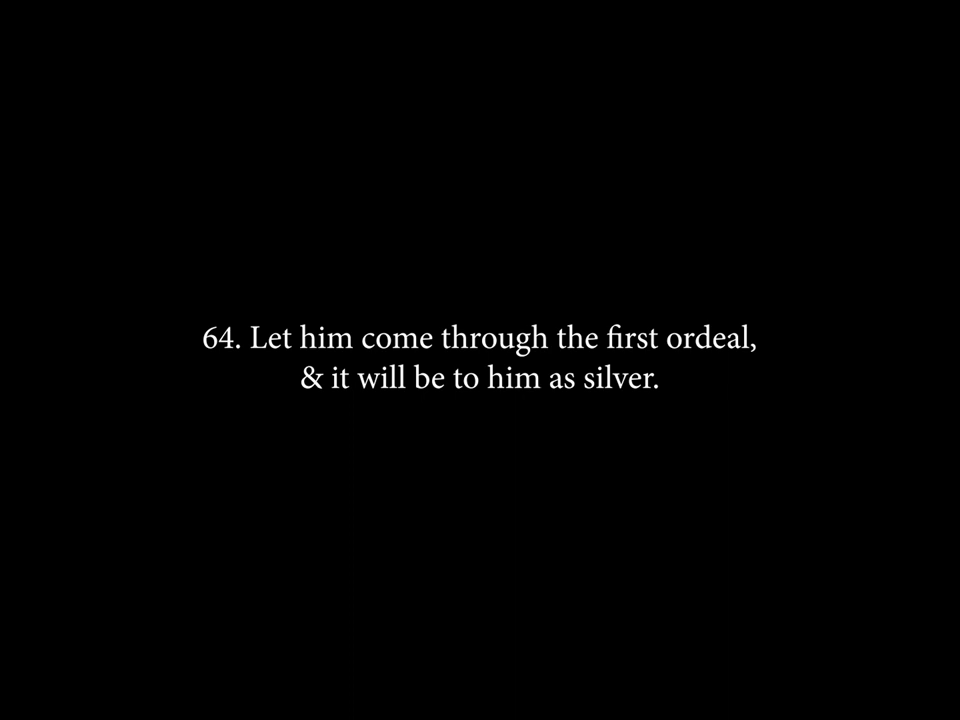 64. Let him come through the first ordeal,
& it will be to him as silver.